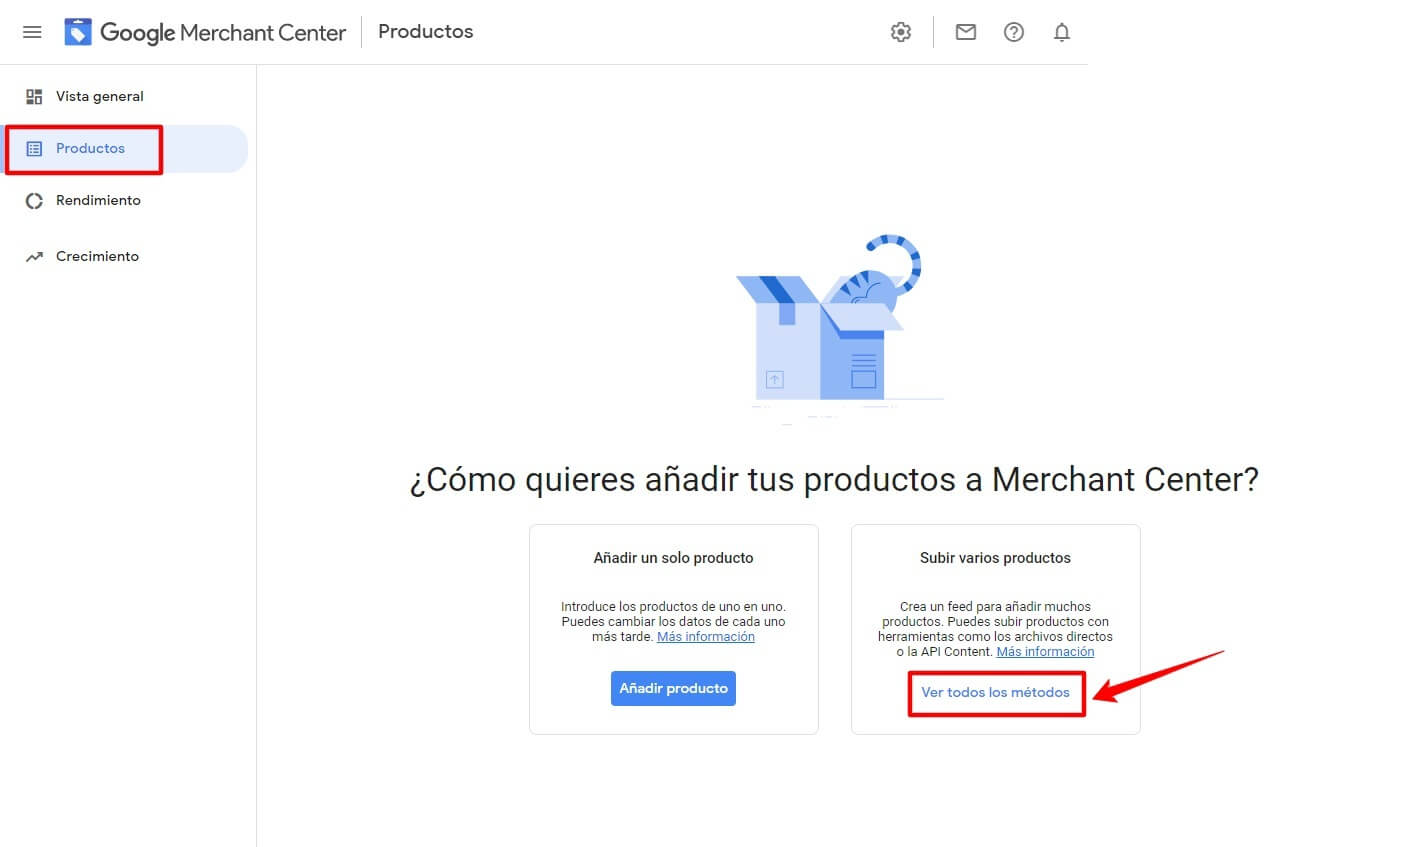 Google Merchant Center
Productos
Vista general
Productos
Rendimiento
Crecimiento
¿Cómo quieres añadir tus productos a Merchant Center?
Añadir un solo producto
Introduce los productos de uno en uno.
Puedes cambiar los datos de cada uno
más tarde. Más información
Añadir producto
Subir varios productos
Crea un feed para añadir muchos
productos. Puedes subir productos con
herramientas como los archivos directos
o la API Content. Más información
Ver todos los métodos